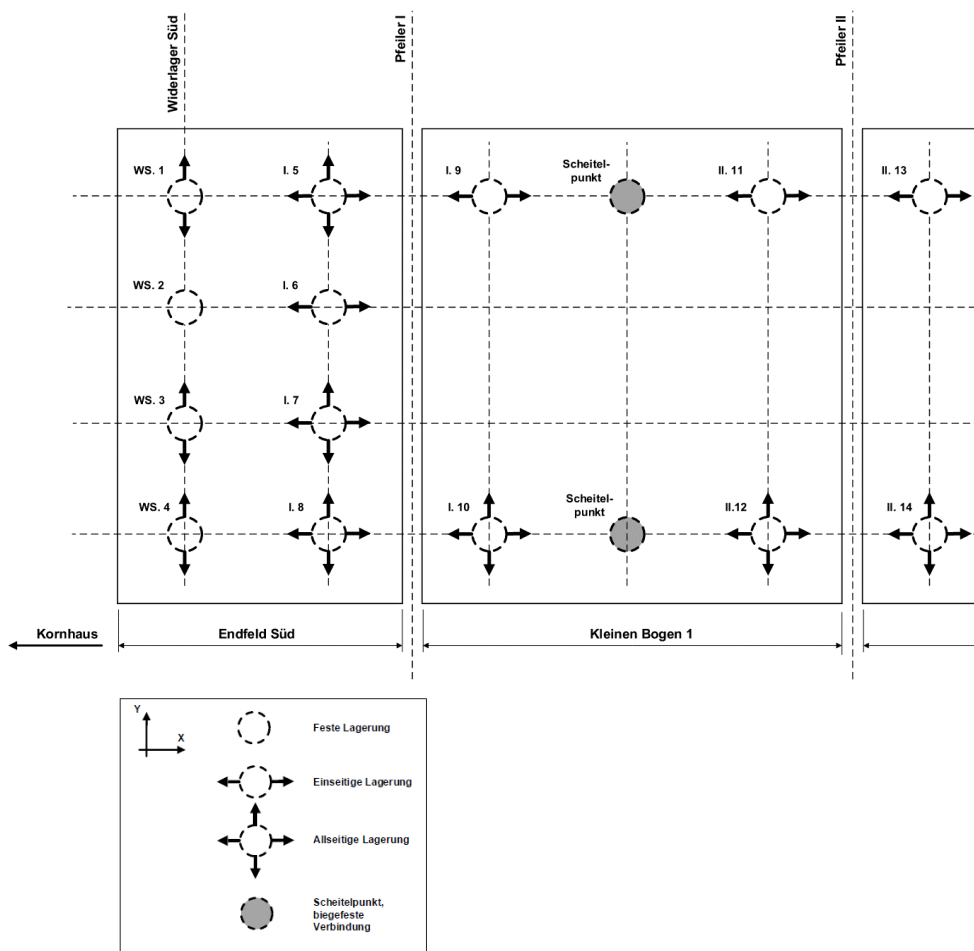 Widerlager Süd
Pfeiler I
Pfeiler II
WS. 1
I. 5
I. 9
Scheitel-
punkt
II. 11
II. 13
WS. 2
I. 6
WS. 3
I. 7
WS. 4
I. 8
I. 10
Scheitel-
punkt
II.12
II. 14
Kornhaus
Endfeld Süd
Kleinen Bogen 1
Y
X
Feste Lagerung
Einseitige Lagerung
Allseitige Lagerung
Scheitelpunkt,
biegefeste
Verbindung